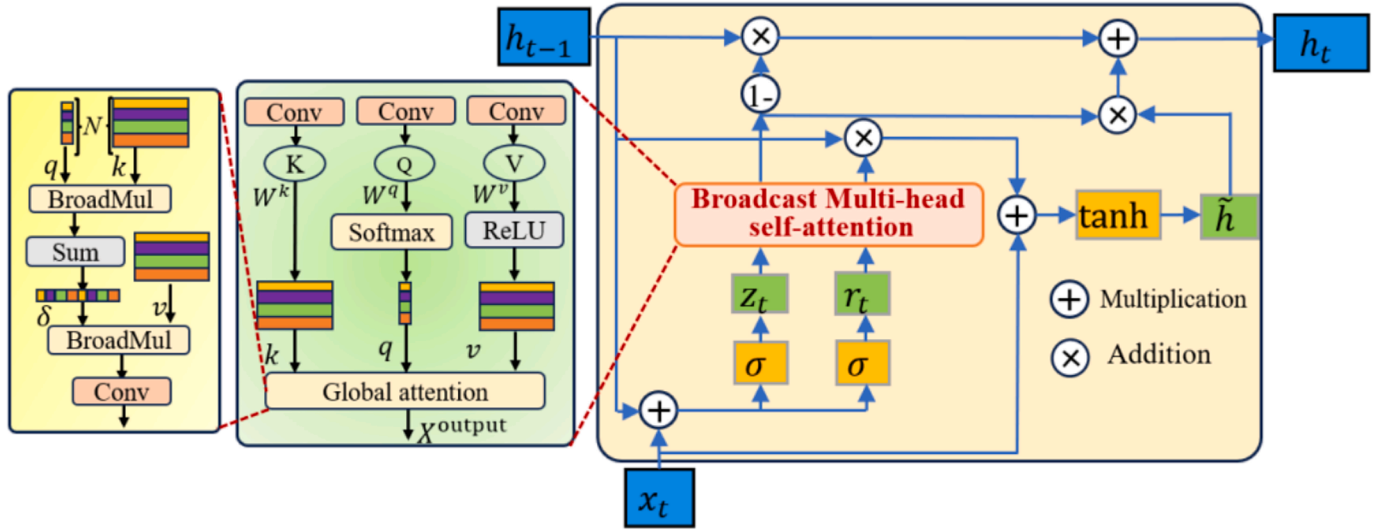 q
N
k
BroadMul
Sum
δ
v
BroadMul
Conv
Conv
Conv
Conv
K
Q
V
W^k
W^q
W^v
Softmax
ReLU
k
q
v
Global attention
X^output
h_{t−1}
×
+
h_t
1-
×
×
Broadcast Multi-head
self-attention
+
tanh
h̃
z_t
r_t
σ
σ
+
x_t
+ Multiplication
× Addition